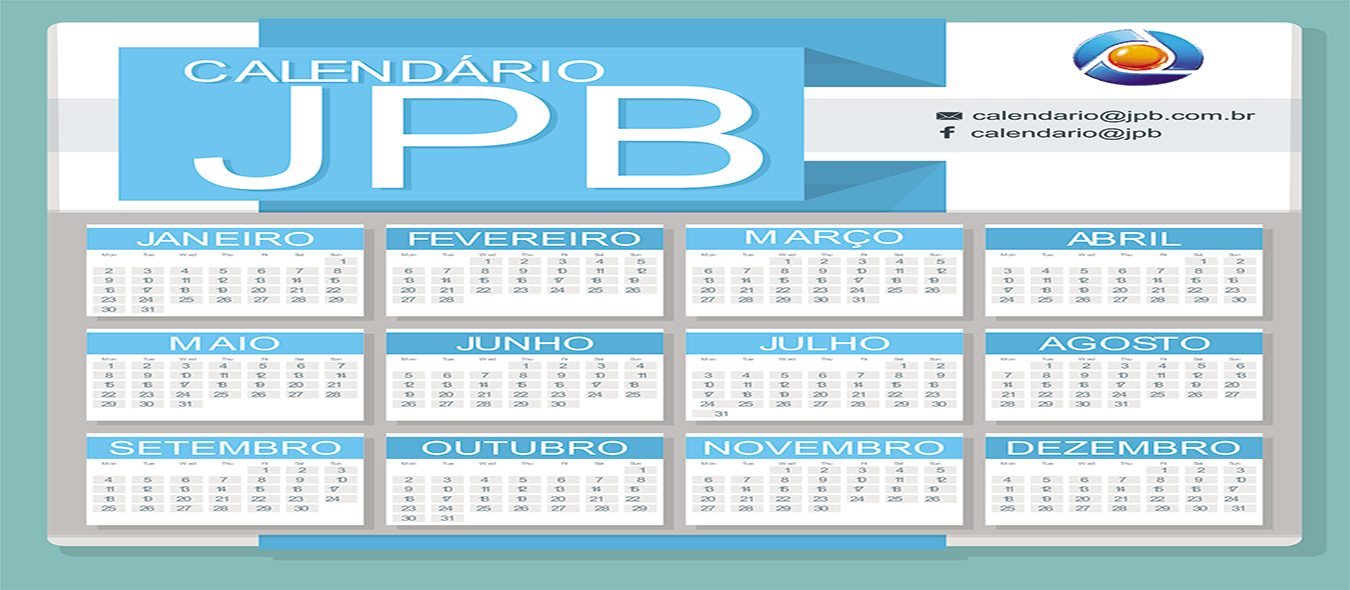 CALENDÁRIO
JPB
calendario@jpb.com.br
calendario@jpb
JANEIRO
Mon Tue Wed Thu Fri Sat Sun
1
2 3 4 5 6 7 8
9 10 11 12 13 14 15
16 17 18 19 20 21 22
23 24 25 26 27 28 29
30 31
FEVEREIRO
Mon Tue Wed Thu Fri Sat Sun
1 2 3 4 5
6 7 8 9 10 11 12
13 14 15 16 17 18 19
20 21 22 23 24 25 26
27 28
MARÇO
Mon Tue Wed Thu Fri Sat Sun
1 2 3 4 5
6 7 8 9 10 11 12
13 14 15 16 17 18 19
20 21 22 23 24 25 26
27 28 29 30 31
ABRIL
Mon Tue Wed Thu Fri Sat Sun
1 2
3 4 5 6 7 8 9
10 11 12 13 14 15 16
17 18 19 20 21 22 23
24 25 26 27 28 29 30
MAIO
Mon Tue Wed Thu Fri Sat Sun
1 2 3 4 5 6 7
8 9 10 11 12 13 14
15 16 17 18 19 20 21
22 23 24 25 26 27 28
29 30 31
JUNHO
Mon Tue Wed Thu Fri Sat Sun
1 2 3 4
5 6 7 8 9 10 11
12 13 14 15 16 17 18
19 20 21 22 23 24 25
26 27 28 29 30
JULHO
Mon Tue Wed Thu Fri Sat Sun
1 2
3 4 5 6 7 8 9
10 11 12 13 14 15 16
17 18 19 20 21 22 23
24 25 26 27 28 29 30
31
AGOSTO
Mon Tue Wed Thu Fri Sat Sun
1 2 3 4 5 6
7 8 9 10 11 12 13
14 15 16 17 18 19 20
21 22 23 24 25 26 27
28 29 30 31
SETEMBRO
Mon Tue Wed Thu Fri Sat Sun
1 2 3
4 5 6 7 8 9 10
11 12 13 14 15 16 17
18 19 20 21 22 23 24
25 26 27 28 29 30
OUTUBRO
Mon Tue Wed Thu Fri Sat Sun
1
2 3 4 5 6 7 8
9 10 11 12 13 14 15
16 17 18 19 20 21 22
23 24 25 26 27 28 29
30 31
NOVEMBRO
Mon Tue Wed Thu Fri Sat Sun
1 2 3 4 5
6 7 8 9 10 11 12
13 14 15 16 17 18 19
20 21 22 23 24 25 26
27 28 29 30
DEZEMBRO
Mon Tue Wed Thu Fri Sat Sun
1 2 3
4 5 6 7 8 9 10
11 12 13 14 15 16 17
18 19 20 21 22 23 24
25 26 27 28 29 30 31